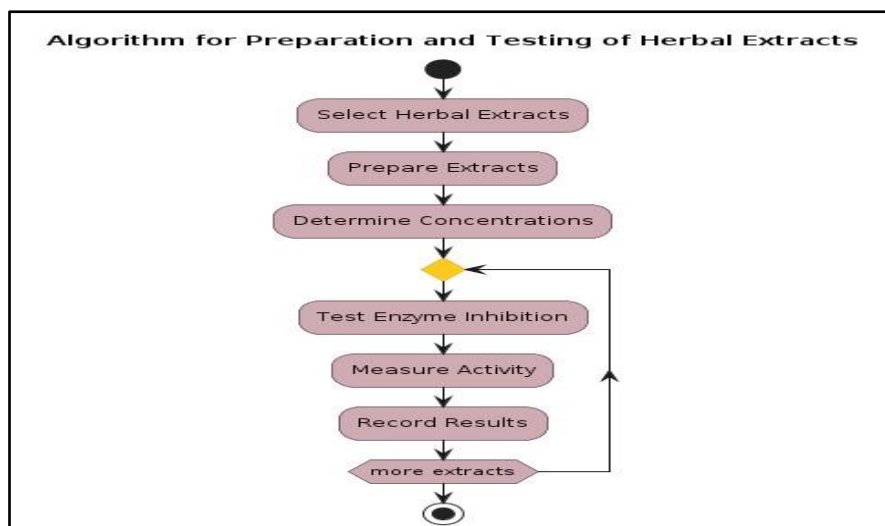 Algorithm for Preparation and Testing of Herbal Extracts
Select Herbal Extracts
Prepare Extracts
Determine Concentrations
Test Enzyme Inhibition
Measure Activity
Record Results
more extracts